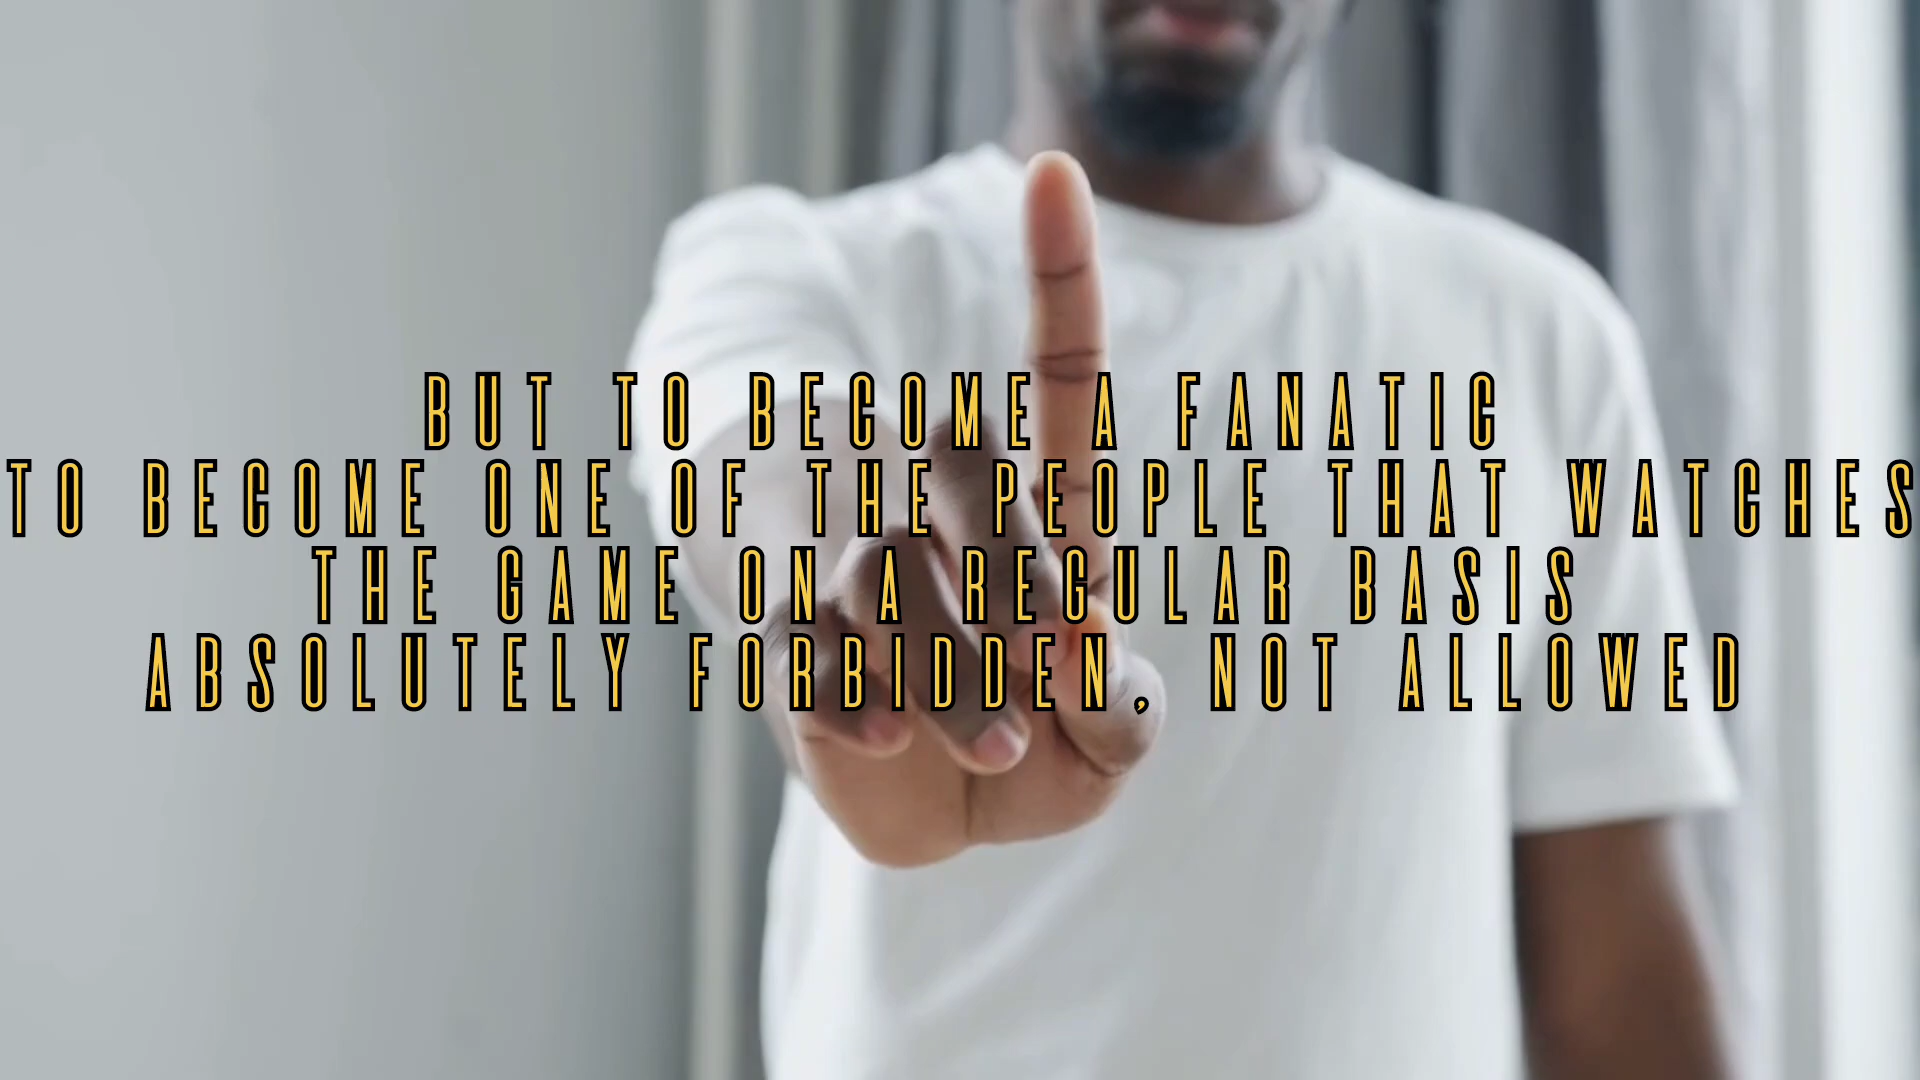 BUT TO BECOME A FANATIC
TO BECOME ONE OF THE PEOPLE THAT WATCHES
THE GAME ON A REGULAR BASIS
ABSOLUTELY FORBIDDEN, NOT ALLOWED